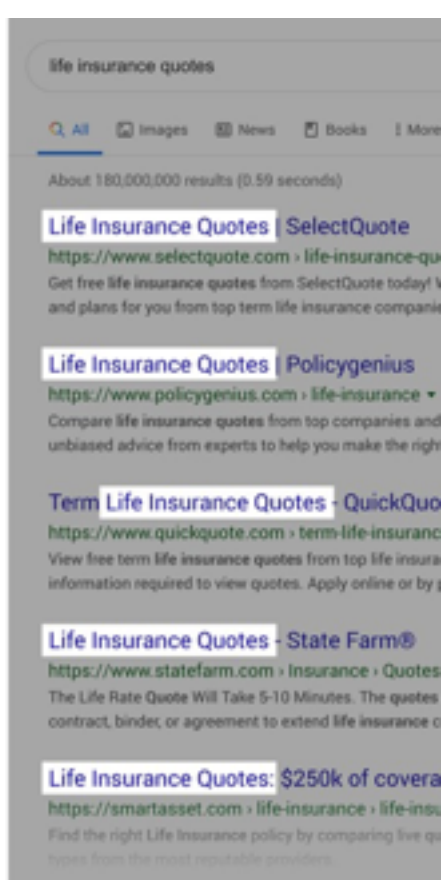 life insurance quotes
All Images News Books More
About 180,000,000 results (0.59 seconds)
Life Insurance Quotes | SelectQuote
https://www.selectquote.com › life-insurance-qu
Get free life insurance quotes from SelectQuote today!
and plans for you from top term life insurance companie
Life Insurance Quotes | Policygenius
https://www.policygenius.com › life-insurance ▾
Compare life insurance quotes from top companies and
unbiased advice from experts to help you make the righ
Term Life Insurance Quotes - QuickQuo
https://www.quickquote.com › term-life-insuranc
View free term life insurance quotes from top life insura
information required to view quotes. Apply online or by
Life Insurance Quotes - State Farm®
https://www.statefarm.com › Insurance › Quotes
The Life Rate Quote Will Take 5-10 Minutes. The quotes
contract, binder, or agreement to extend life insurance c
Life Insurance Quotes: $250k of covera
https://smartasset.com › life-insurance › life-insu
Find the right Life Insurance policy by comparing live qu
types from the most reputable providers.